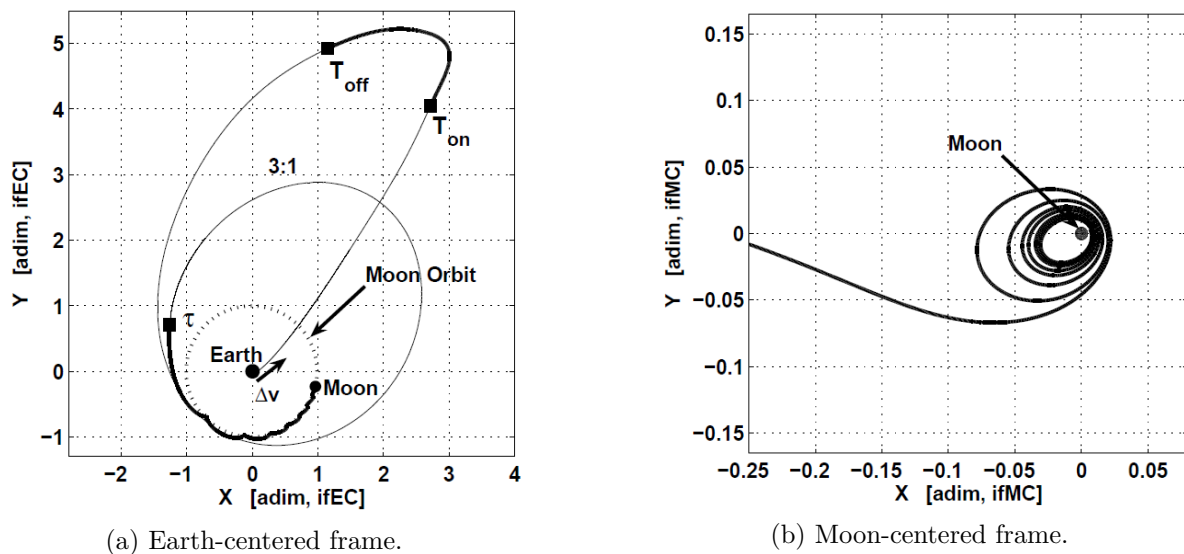 5
4
3
2
1
0
−1
−2
−1
0
1
2
3
4
Y [adim, ifEC]
X [adim, ifEC]
T off
T on
3:1
Moon Orbit
τ
Earth
Δv
Moon
(a) Earth-centered frame.
0.15
0.1
0.05
0
−0.05
−0.1
−0.15
−0.25
−0.2
−0.15
−0.1
−0.05
0
0.05
Y [adim, ifMC]
X [adim, ifMC]
Moon
(b) Moon-centered frame.